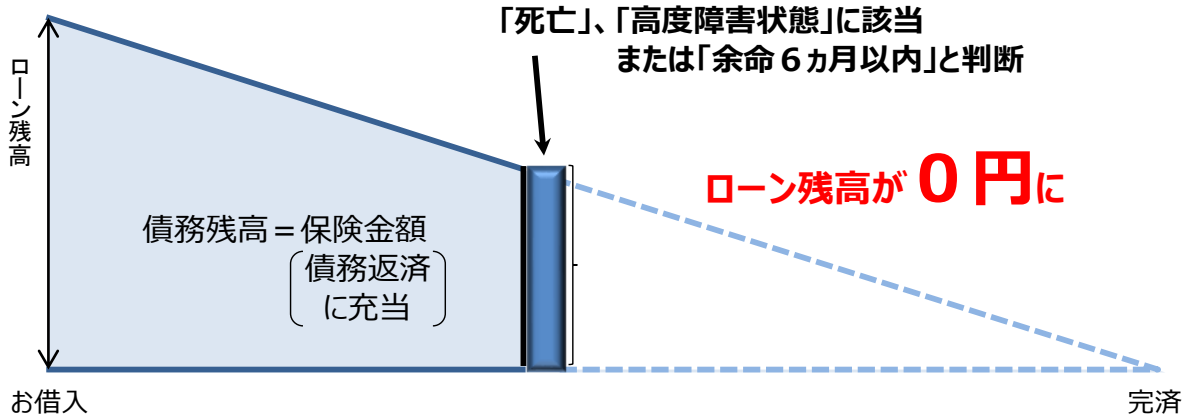 「死亡」、「高度障害状態」に該当
または「余命６ヵ月以内」と判断
ローン残高
ローン残高が０円に
債務残高＝保険金額
債務返済
に充当
お借入
完済